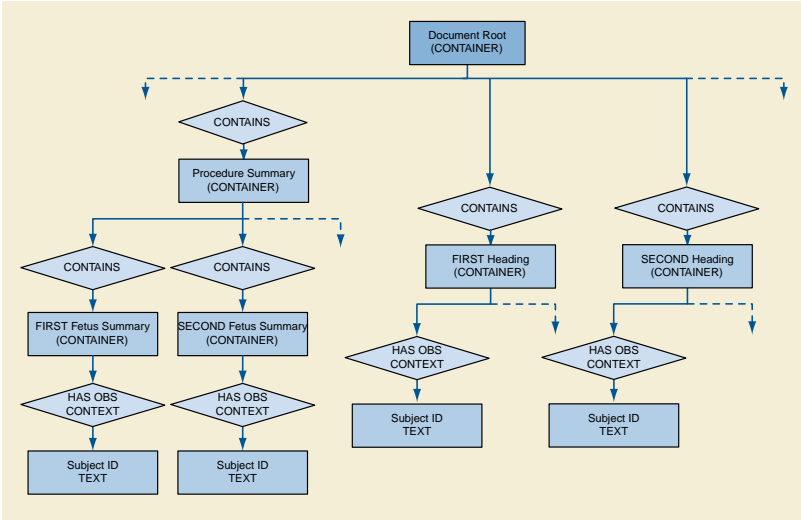 Document Root
(CONTAINER)
CONTAINS
Procedure Summary
(CONTAINER)
CONTAINS
CONTAINS
FIRST Heading
(CONTAINER)
SECOND Heading
(CONTAINER)
CONTAINS
CONTAINS
FIRST Fetus Summary
(CONTAINER)
SECOND Fetus Summary
(CONTAINER)
HAS OBS
CONTEXT
HAS OBS
CONTEXT
HAS OBS
CONTEXT
HAS OBS
CONTEXT
Subject ID
TEXT
Subject ID
TEXT
Subject ID
TEXT
Subject ID
TEXT